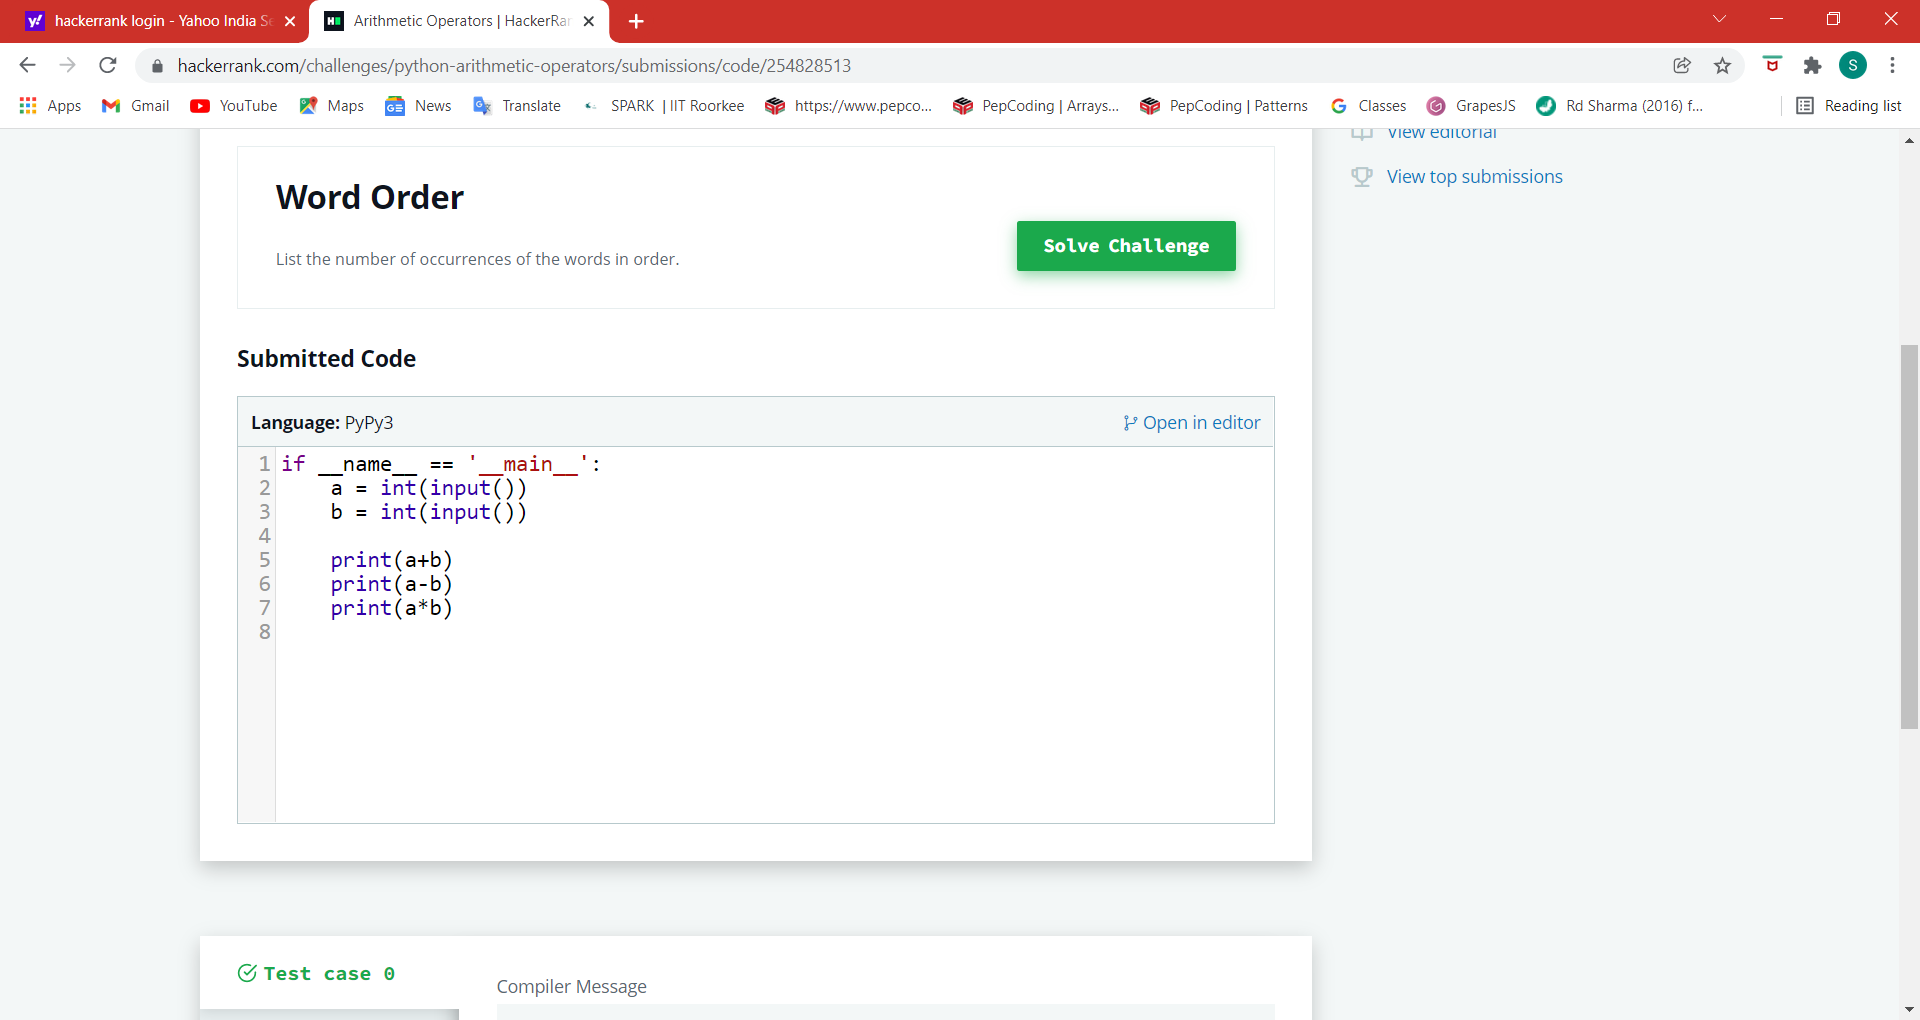 hackerrank login - Yahoo India Se
Arithmetic Operators | HackerRan
hackerrank.com/challenges/python-arithmetic-operators/submissions/code/254828513
S
Apps
Gmail
YouTube
Maps
News
Translate
SPARK | IIT Roorkee
https://www.pepco...
PepCoding | Arrays...
PepCoding | Patterns
Classes
GrapesJS
Rd Sharma (2016) f...
Reading list
View editorial
View top submissions
Word Order
List the number of occurrences of the words in order.
Solve Challenge
Submitted Code
Language: PyPy3
Open in editor
1 if __name__ == '__main__':
2 a = int(input())
3 b = int(input())
4
5 print(a+b)
6 print(a-b)
7 print(a*b)
8
Test case 0
Compiler Message